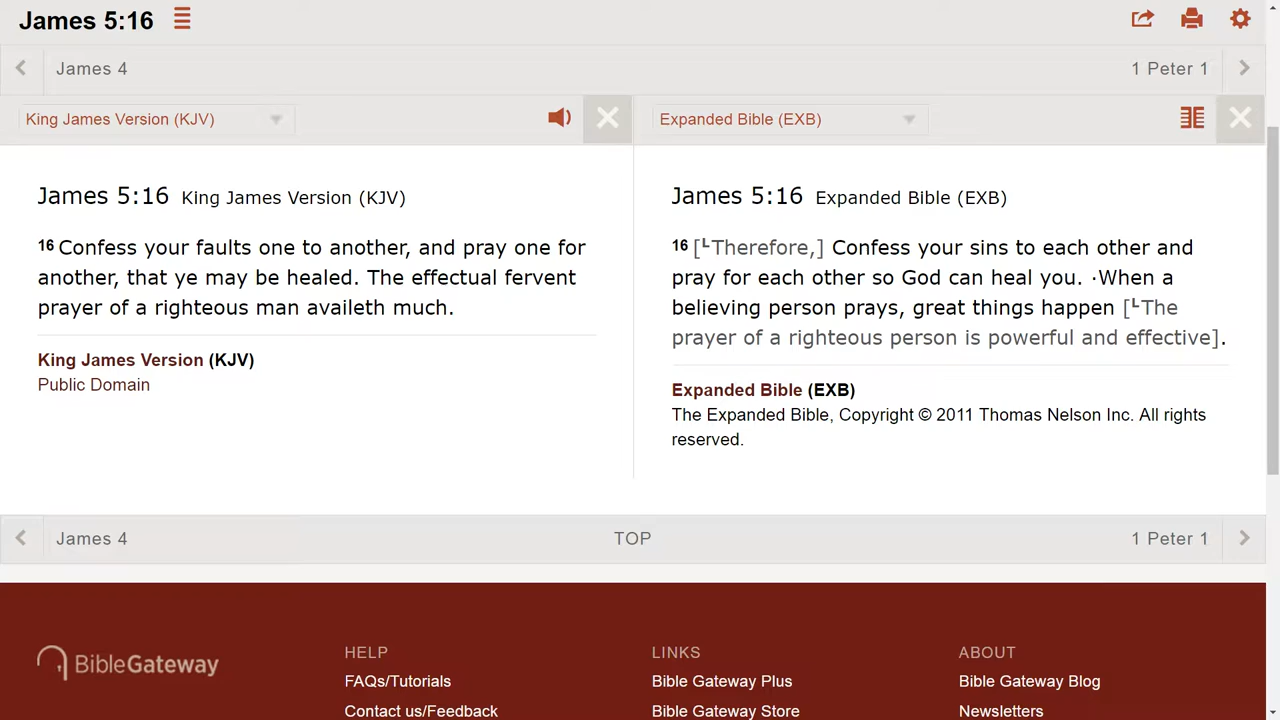 James 5:16
James 4
1 Peter 1
King James Version (KJV)
Expanded Bible (EXB)
James 5:16 King James Version (KJV)
16 Confess your faults one to another, and pray one for
another, that ye may be healed. The effectual fervent
prayer of a righteous man availeth much.
King James Version (KJV)
Public Domain
James 5:16 Expanded Bible (EXB)
16 [└Therefore,] Confess your sins to each other and
pray for each other so God can heal you. ·When a
believing person prays, great things happen [└The
prayer of a righteous person is powerful and effective].
Expanded Bible (EXB)
The Expanded Bible, Copyright © 2011 Thomas Nelson Inc. All rights
reserved.
James 4
TOP
1 Peter 1
BibleGateway
HELP
FAQs/Tutorials
Contact us/Feedback
LINKS
Bible Gateway Plus
Bible Gateway Store
ABOUT
Bible Gateway Blog
Newsletters